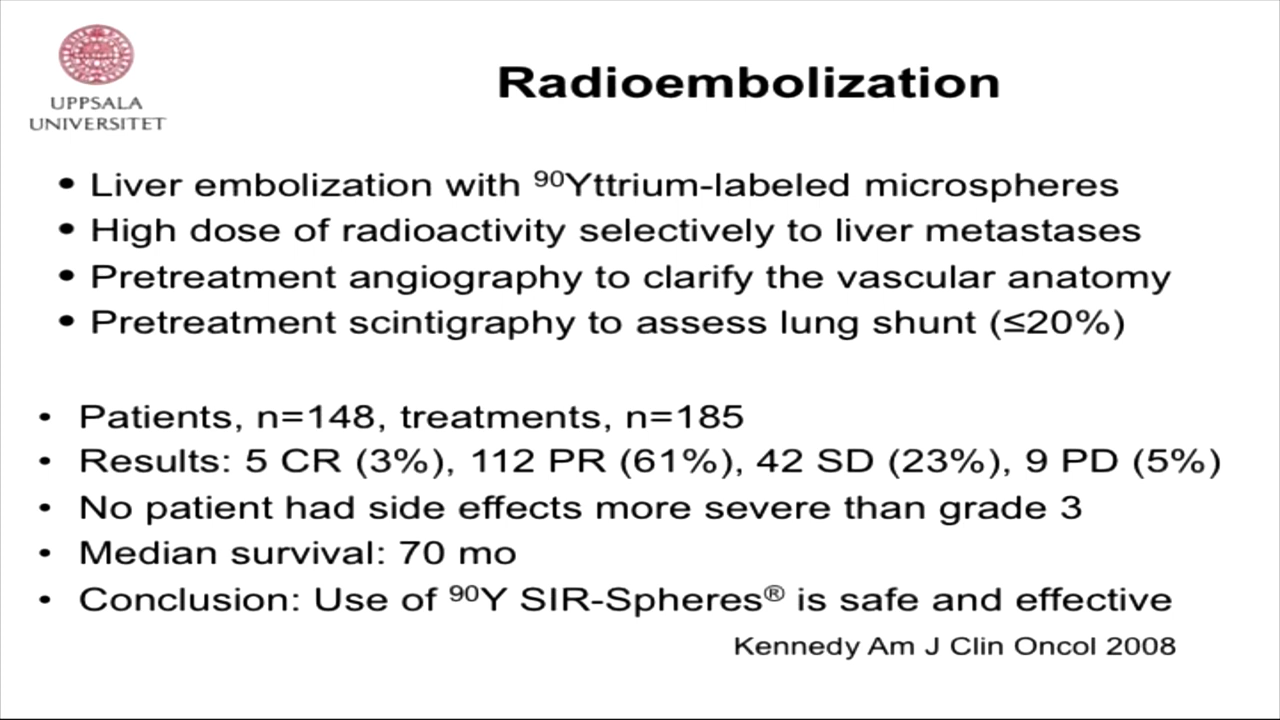 UPPSALA
UNIVERSITET
Radioembolization
• Liver embolization with ⁹⁰Yttrium-labeled microspheres
• High dose of radioactivity selectively to liver metastases
• Pretreatment angiography to clarify the vascular anatomy
• Pretreatment scintigraphy to assess lung shunt (≤20%)
• Patients, n=148, treatments, n=185
• Results: 5 CR (3%), 112 PR (61%), 42 SD (23%), 9 PD (5%)
• No patient had side effects more severe than grade 3
• Median survival: 70 mo
• Conclusion: Use of ⁹⁰Y SIR-Spheres® is safe and effective
Kennedy Am J Clin Oncol 2008